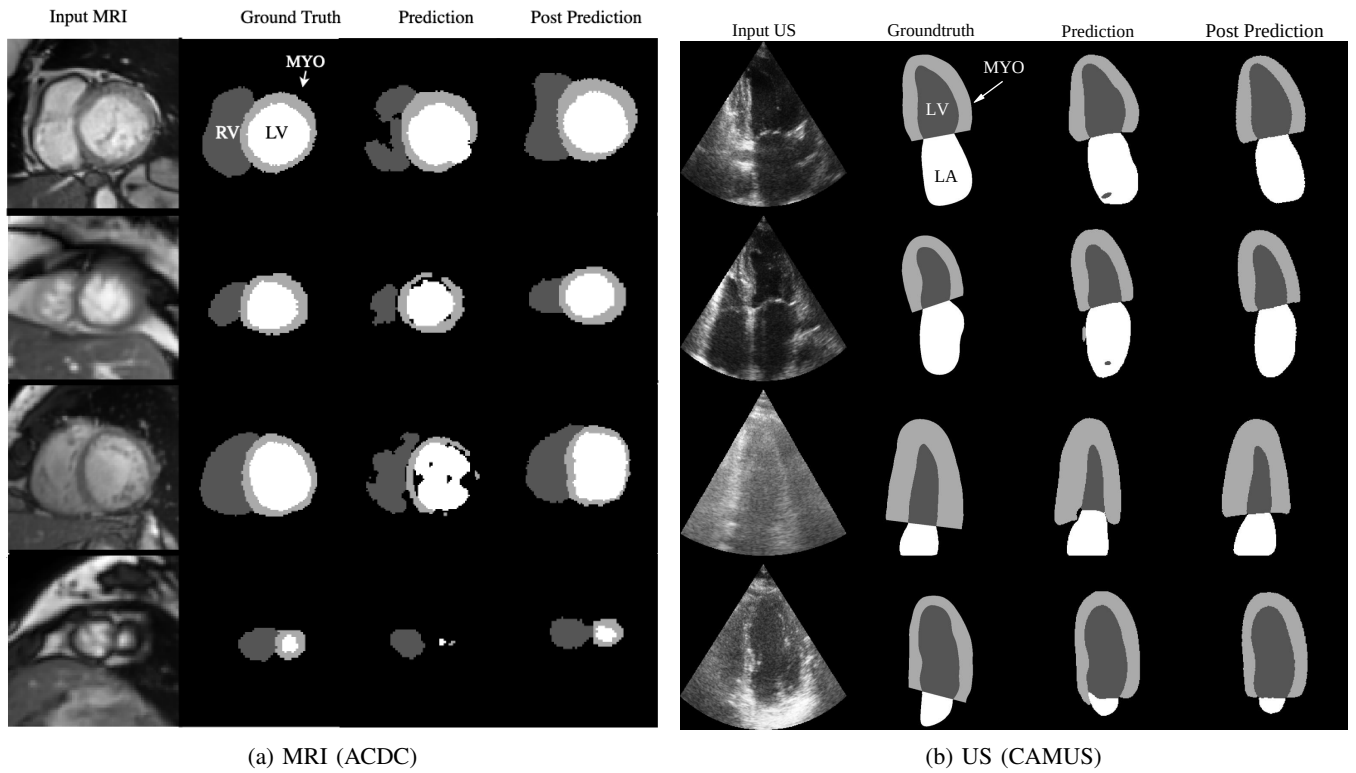 Input MRI
Ground Truth
Prediction
Post Prediction
MYO
RV
LV
(a) MRI (ACDC)
Input US
Groundtruth
Prediction
Post Prediction
MYO
LV
LA
(b) US (CAMUS)